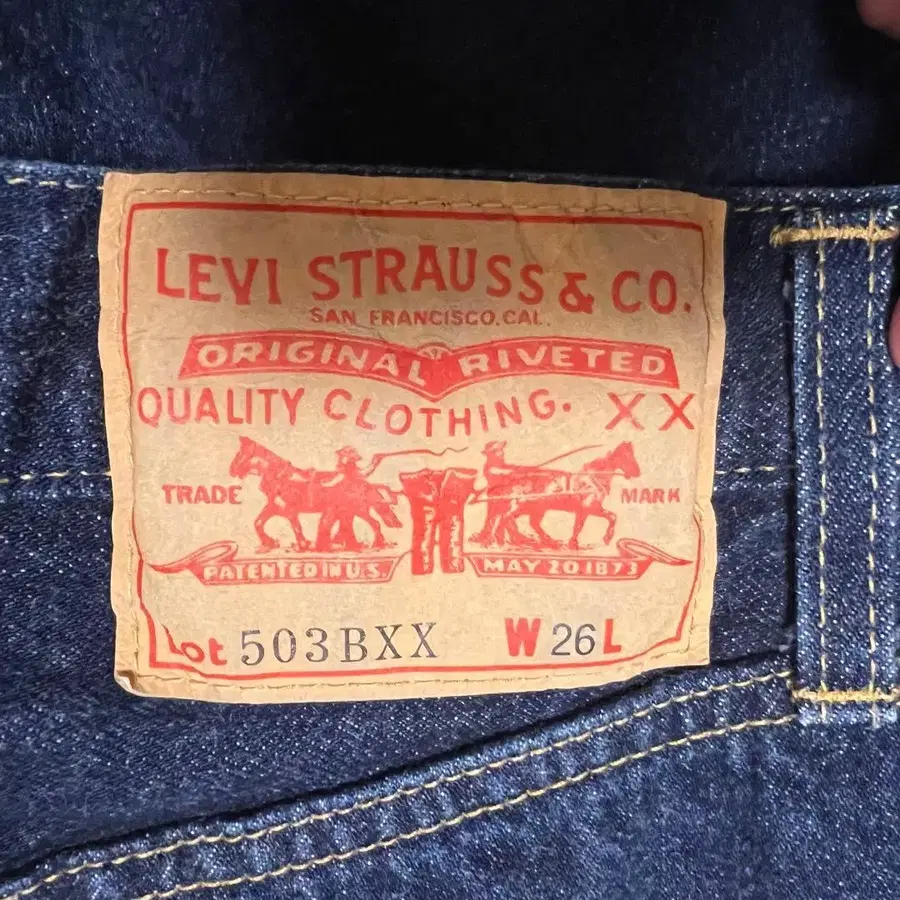 LEVI STRAUSS & CO.
SAN FRANCISCO, CAL.
ORIGINAL RIVETED
QUALITY CLOTHING. XX
TRADE MARK
PATENTED IN U.S. MAY 20 1873
Lot 503BXX W 26 L